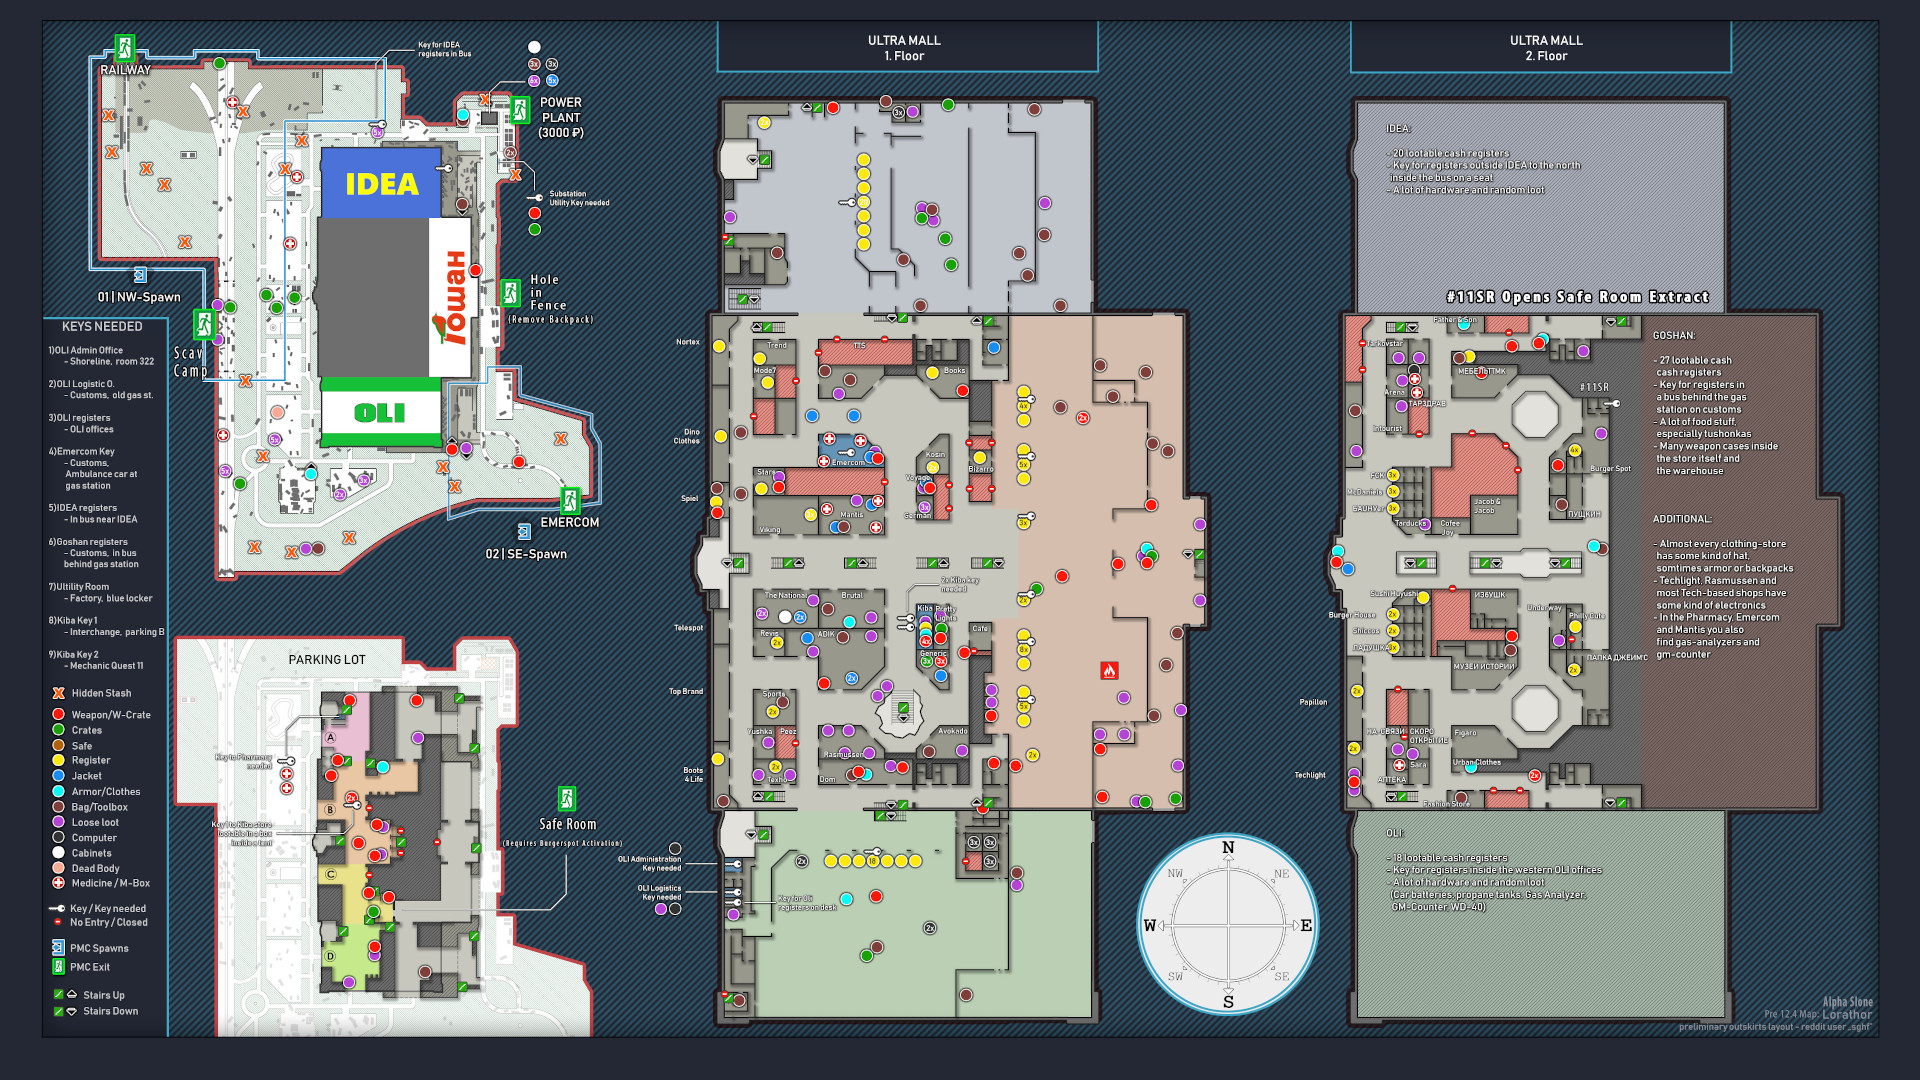 RAILWAY
Key for IDEA
registers in Bus
3x
3x
5x
5x
POWER
PLANT
(3000 ₽)
2x
IDEA
Substation
Utility Key needed
Гошан
Hole
in
Fence
(Remove Backpack)
01|NW-Spawn
Scav
Camp
OLI
EMERCOM
02|SE-Spawn
KEYS NEEDED
1)OLI Admin Office
- Shoreline, room 322
2)OLI Logistic O.
- Customs, old gas st.
3)OLI registers
- OLI offices
4)Emercom Key
- Customs,
Ambulance car at
gas station
5)IDEA registers
- In bus near IDEA
6)Goshan registers
- Customs, in bus
behind gas station
7)Utility Room
- Factory, blue locker
8)Kiba Key 1
- Interchange, parking B
9)Kiba Key 2
- Mechanic Quest 11
Hidden Stash
Weapon/W-Crate
Crates
Safe
Register
Jacket
Armor/Clothes
Bag/Toolbox
Loose loot
Computer
Cabinets
Dead Body
Medicine / M-Box
Key / Key needed
No Entry / Closed
PMC Spawns
PMC Exit
Stairs Up
Stairs Down
PARKING LOT
Key to Pharmacy
needed
Key 1 to Kiba store
lootable in a box
inside a tent
A
B
C
D
Safe Room
(Requires Burgerspot Activation)
ULTRA MALL
1. Floor
Nortex
Trend
TTS
Books
Mode7
Dino
Clothes
Emercom
Kosin
Bizarro
Stars
Voyage
Spiel
Viking
Mantis
German
2x Kiba key
needed
The National
Brutal
Kiba
Pretty
Lights
Telespot
Revis
ADIK
Cafe
Generic
Top Brand
Sports
Yushka
Peez
Avokado
Rasmussen
Boots
4 Life
Texho
Dom
OLI Administration
Key needed
OLI Logistics
Key needed
Key for Oli
registers on desk
18
N
NE
E
SE
S
SW
W
NW
ULTRA MALL
2. Floor
IDEA:
- 20 lootable cash registers
- Key for registers outside IDEA to the north
inside the bus on a seat
- A lot of hardware and random loot
#11SR Opens Safe Room Extract
Father & Son
Tarkovstar
МЕБЕЛЬТМК
Arena
ТАРЗДРАВ
#11SR
Intourist
Burger Spot
McDaniels
Jacob &
Jacob
ПУШКИН
Tarducks
Cofee
Joy
SushiHuyushi
ИЗБУШК
Underway
Burger House
Philly Cute
Shiccos
ЛАДУШКИ
МУЗЕЙ ИСТОРИИ
ПАПКА ДЖЕИМ'С
Papillon
НА-СВЯЗИ
СКОРО
ОТКРЫТИЕ
Figaro
Techlight
АПТЕКА
Sara
Urban Clothes
Fashion Store
GOSHAN:
- 27 lootable cash
cash registers
- Key for registers in
a bus behind the gas
station on customs
- A lot of food stuff,
especially tushonkas
- Many weapon cases inside
the store itself and
the warehouse
ADDITIONAL:
- Almost every clothing-store
has some kind of hat,
somtimes armor or backpacks
- Techlight, Rasmussen and
most Tech-based shops have
some kind of electronics
- In the Pharmacy, Emercom
and Mantis you also
find gas-analyzers and
gm-counter
OLI:
- 18 lootable cash registers
- Key for registers inside the western OLI offices
- A lot of hardware and random loot
(Car batteries, propane tanks, Gas Analyzer,
GM-Counter WD-40)
Alpha Slone
Pre 12.4 Map: Lorathor
preliminary outskirts layout - reddit user „sghf"